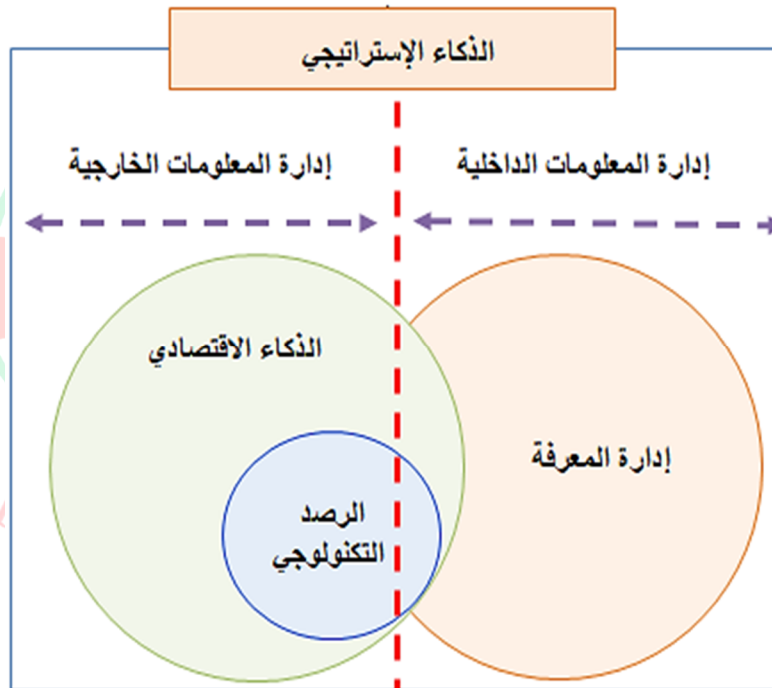 الذكاء الإستراتيجي
إدارة المعلومات الداخلية
إدارة المعلومات الخارجية
الذكاء الاقتصادي
إدارة المعرفة
الرصد
التكنولوجي